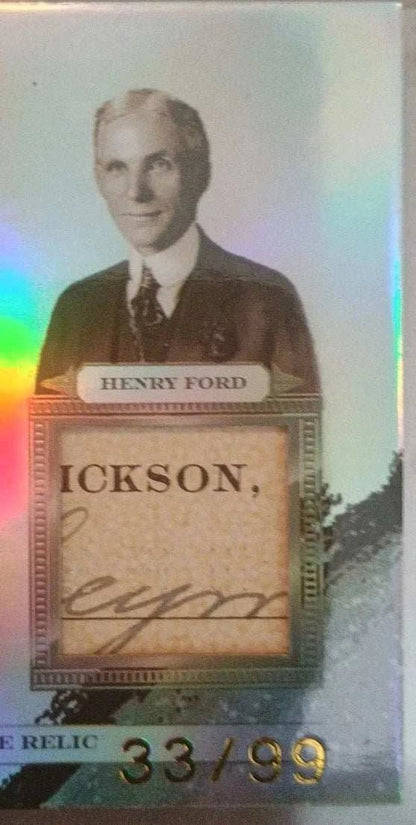 HENRY FORD
ICKSON,
E RELIC
33/99